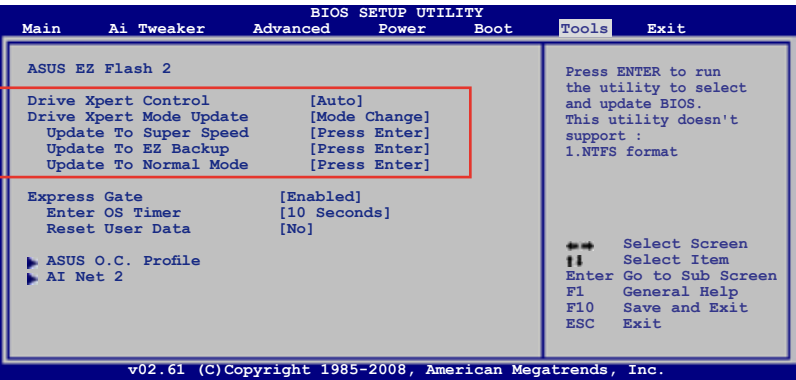 BIOS SETUP UTILITY
Main Ai Tweaker Advanced Power Boot Tools Exit
ASUS EZ Flash 2
Drive Xpert Control [Auto]
Drive Xpert Mode Update [Mode Change]
Update To Super Speed [Press Enter]
Update To EZ Backup [Press Enter]
Update To Normal Mode [Press Enter]
Express Gate [Enabled]
Enter OS Timer [10 Seconds]
Reset User Data [No]
ASUS O.C. Profile
AI Net 2
Press ENTER to run
the utility to select
and update BIOS.
This utility doesn't
support :
1.NTFS format
Select Screen
Select Item
Enter Go to Sub Screen
F1 General Help
F10 Save and Exit
ESC Exit
v02.61 (C)Copyright 1985-2008, American Megatrends, Inc.